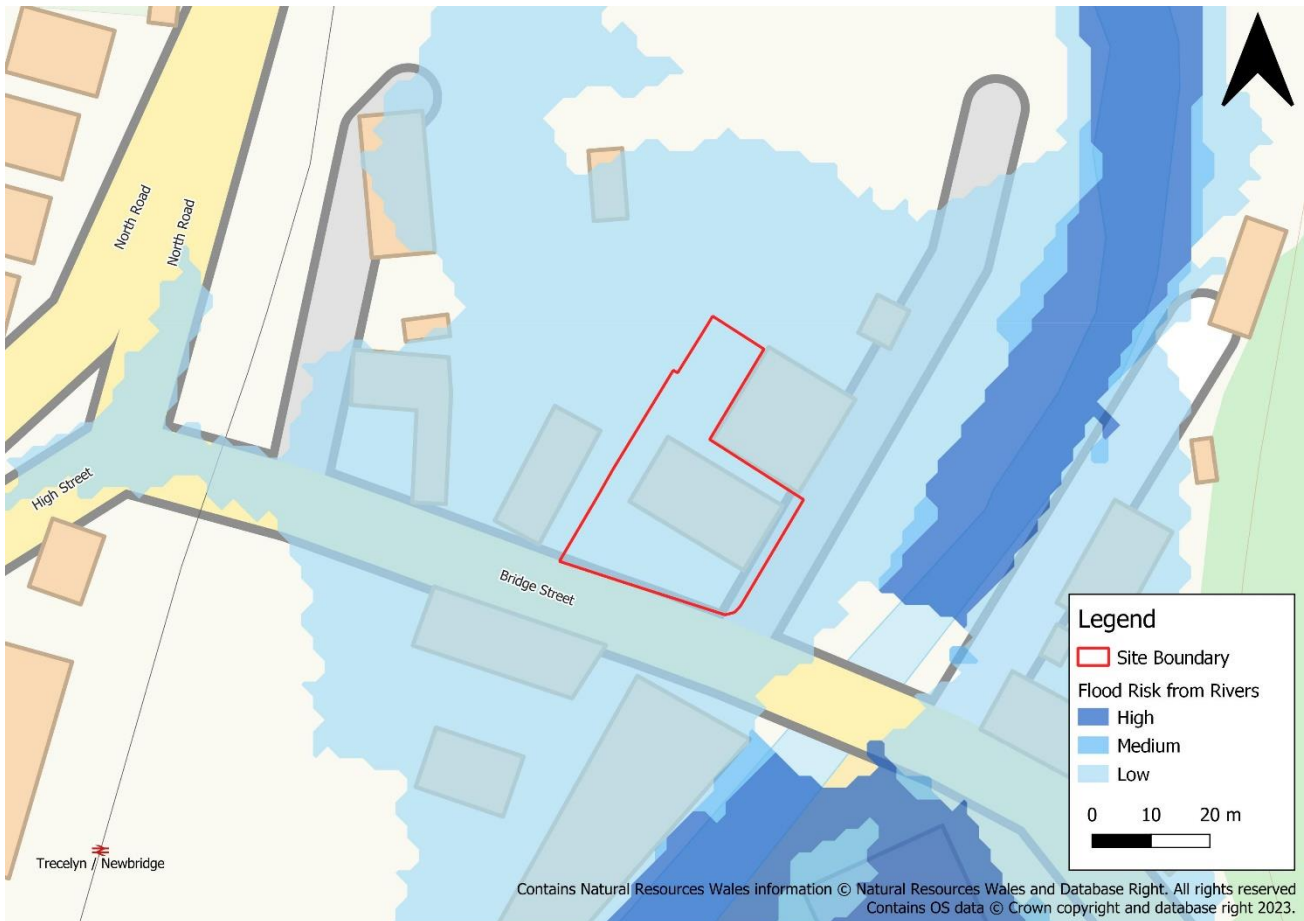 North Road
North Road
High Street
Bridge Street
Trecelyn / Newbridge
Legend
Site Boundary
Flood Risk from Rivers
High
Medium
Low
0 10 20 m
Contains Natural Resources Wales information © Natural Resources Wales and Database Right. All rights reserved
Contains OS data © Crown copyright and database right 2023.